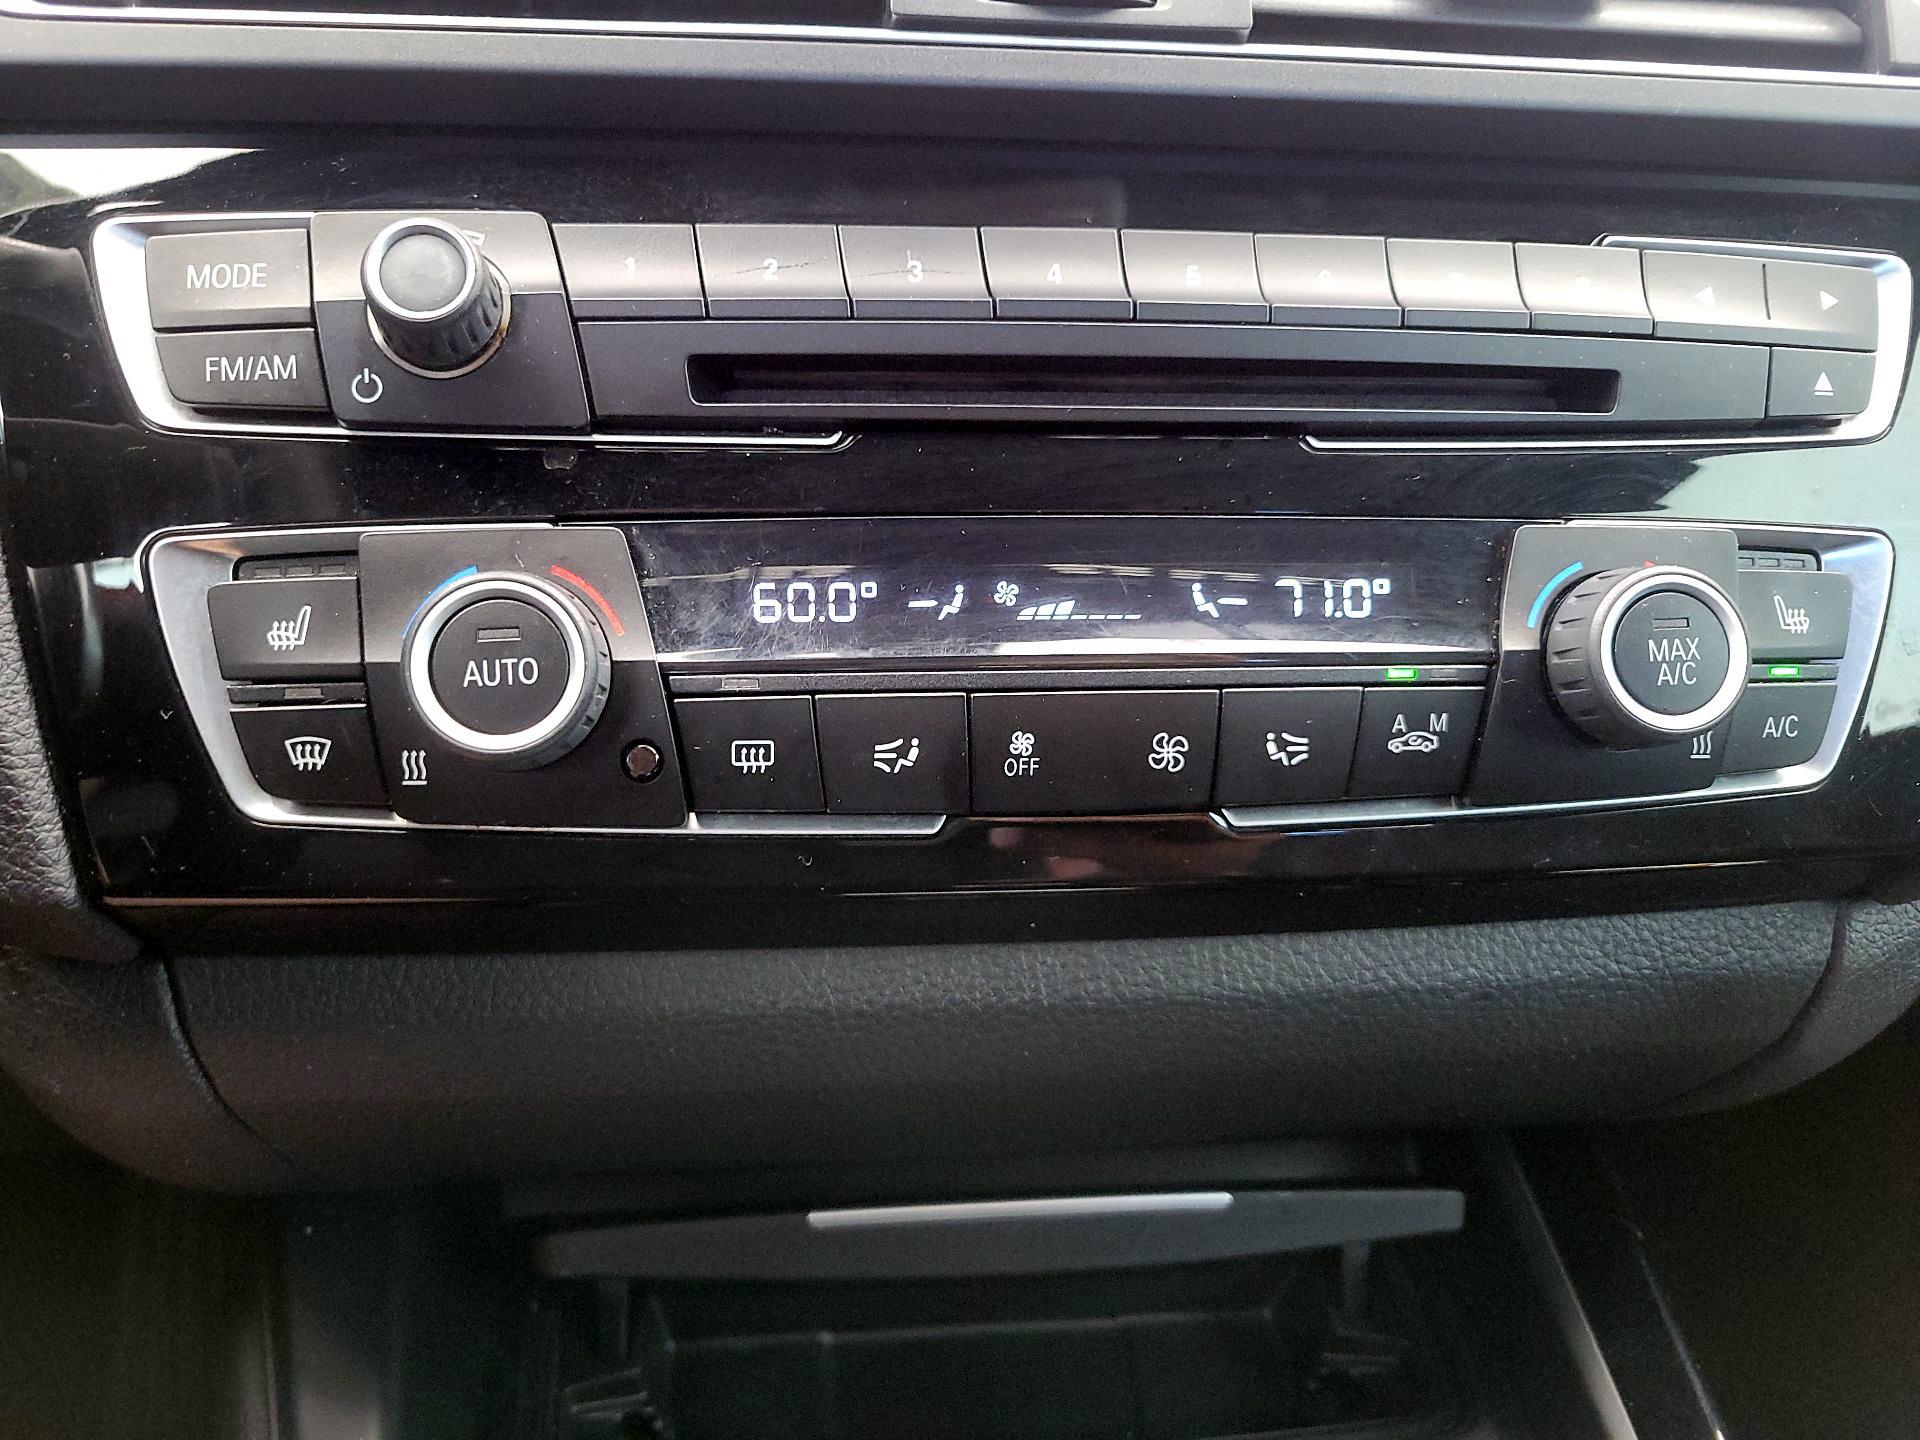 MODE
1 2 3 4 5
FM/AM
60.0° 71.0°
AUTO
MAX
A/C
A M
OFF
A/C